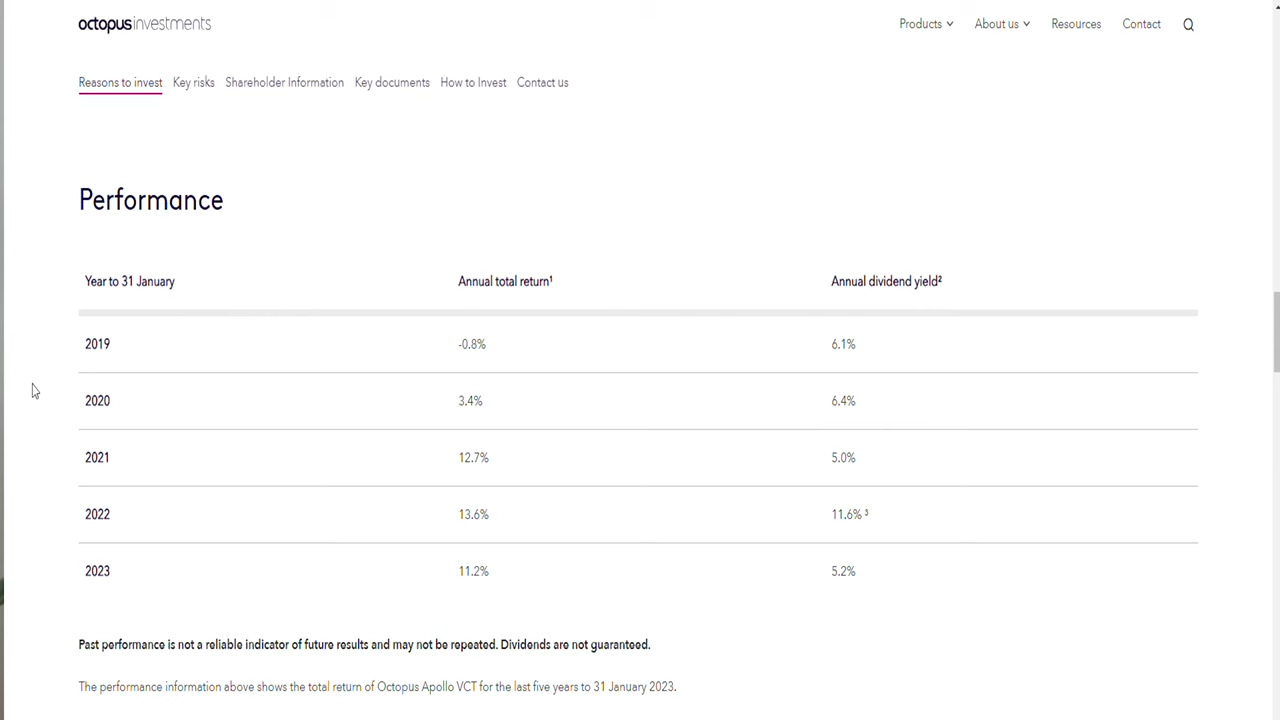 octopus investments
Products About us Resources Contact
Reasons to invest Key risks Shareholder Information Key documents How to Invest Contact us
Performance
Year to 31 January Annual total return¹ Annual dividend yield²
2019 -0.8% 6.1%
2020 3.4% 6.4%
2021 12.7% 5.0%
2022 13.6% 11.6% ³
2023 11.2% 5.2%
Past performance is not a reliable indicator of future results and may not be repeated. Dividends are not guaranteed.
The performance information above shows the total return of Octopus Apollo VCT for the last five years to 31 January 2023.